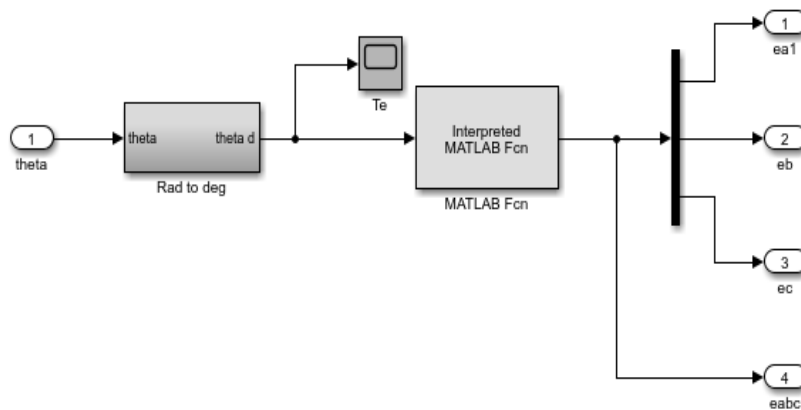 1
theta
theta
theta d
Rad to deg
Te
Interpreted
MATLAB Fcn
MATLAB Fcn
1
ea1
2
eb
3
ec
4
eabc